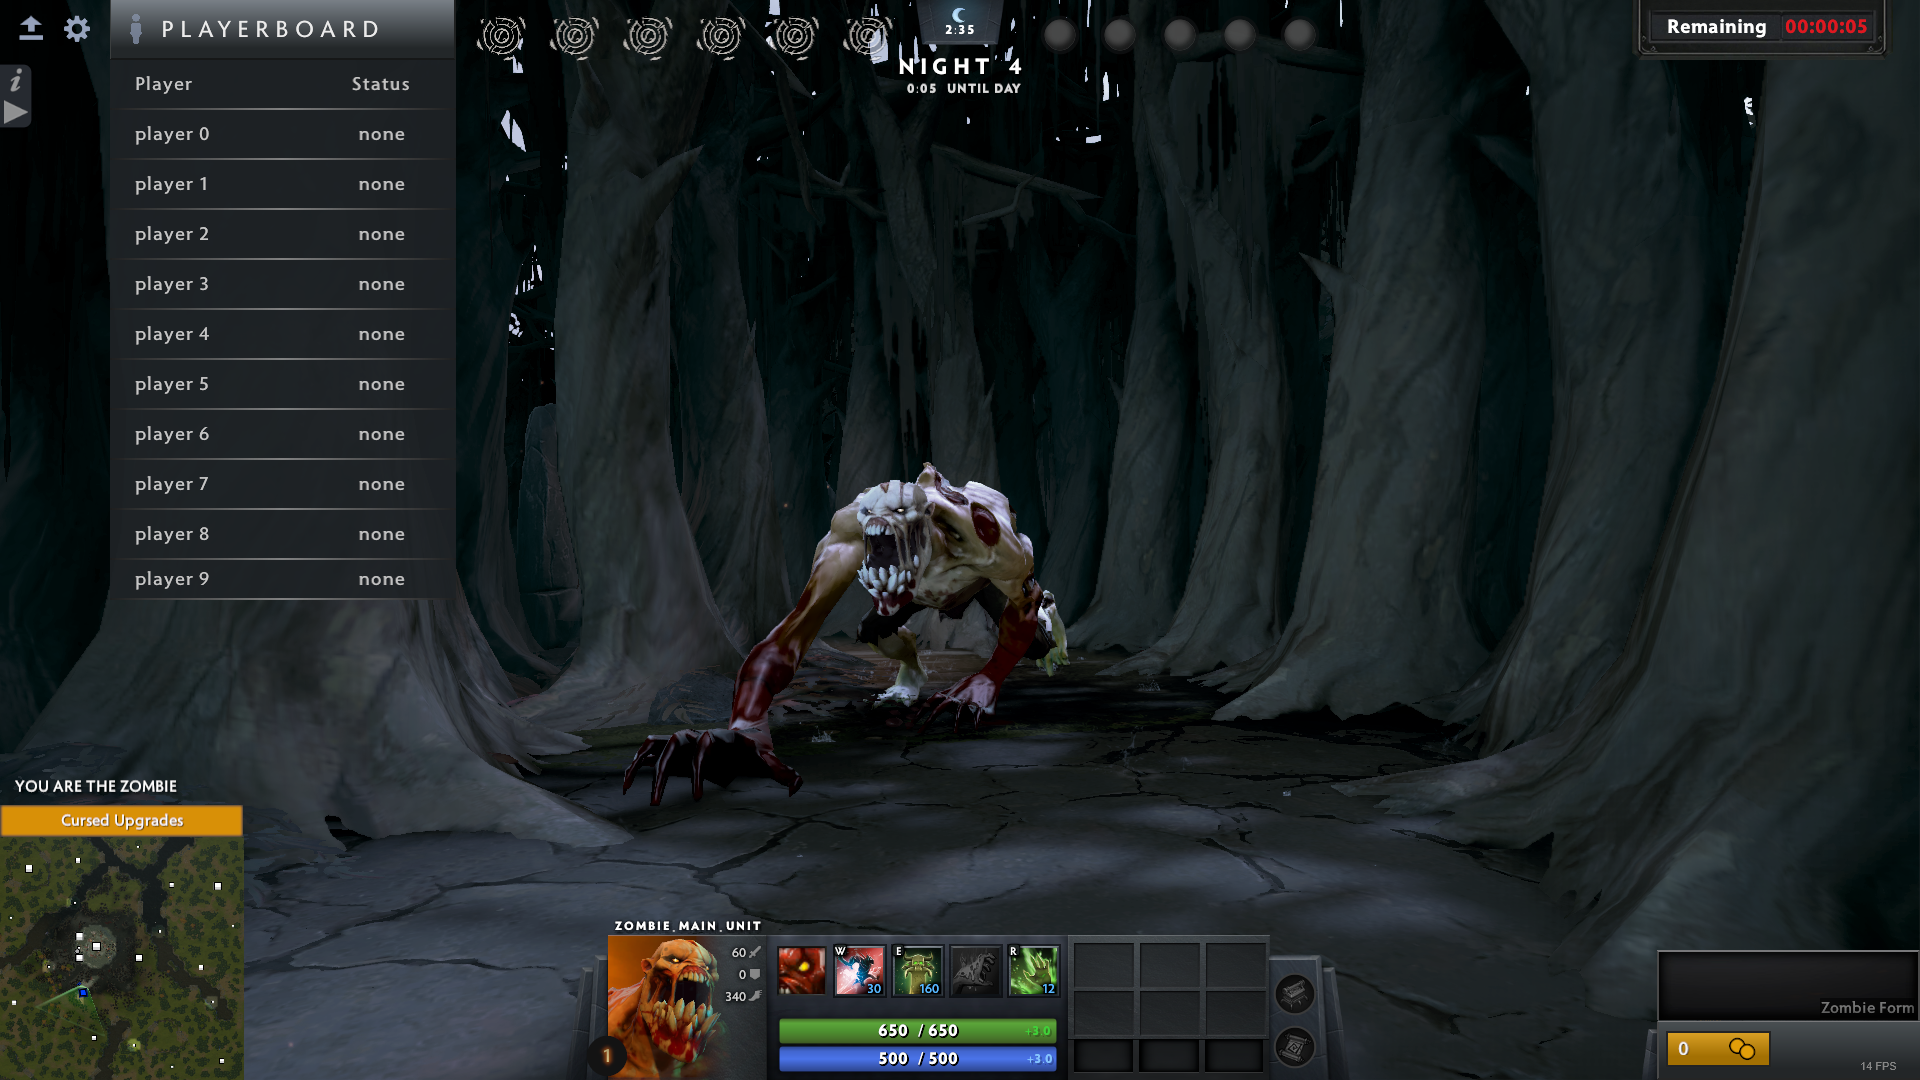 PLAYERBOARD
Player Status
player 0 none
player 1 none
player 2 none
player 3 none
player 4 none
player 5 none
player 6 none
player 7 none
player 8 none
player 9 none
2:35
NIGHT 4
0:05 UNTIL DAY
Remaining 00:00:05
YOU ARE THE ZOMBIE
Cursed Upgrades
ZOMBIE_MAIN_UNIT
60
0
340
1
W
30
E
160
R
12
650 / 650 +3.0
500 / 500 +3.0
Zombie Form
0
14 FPS